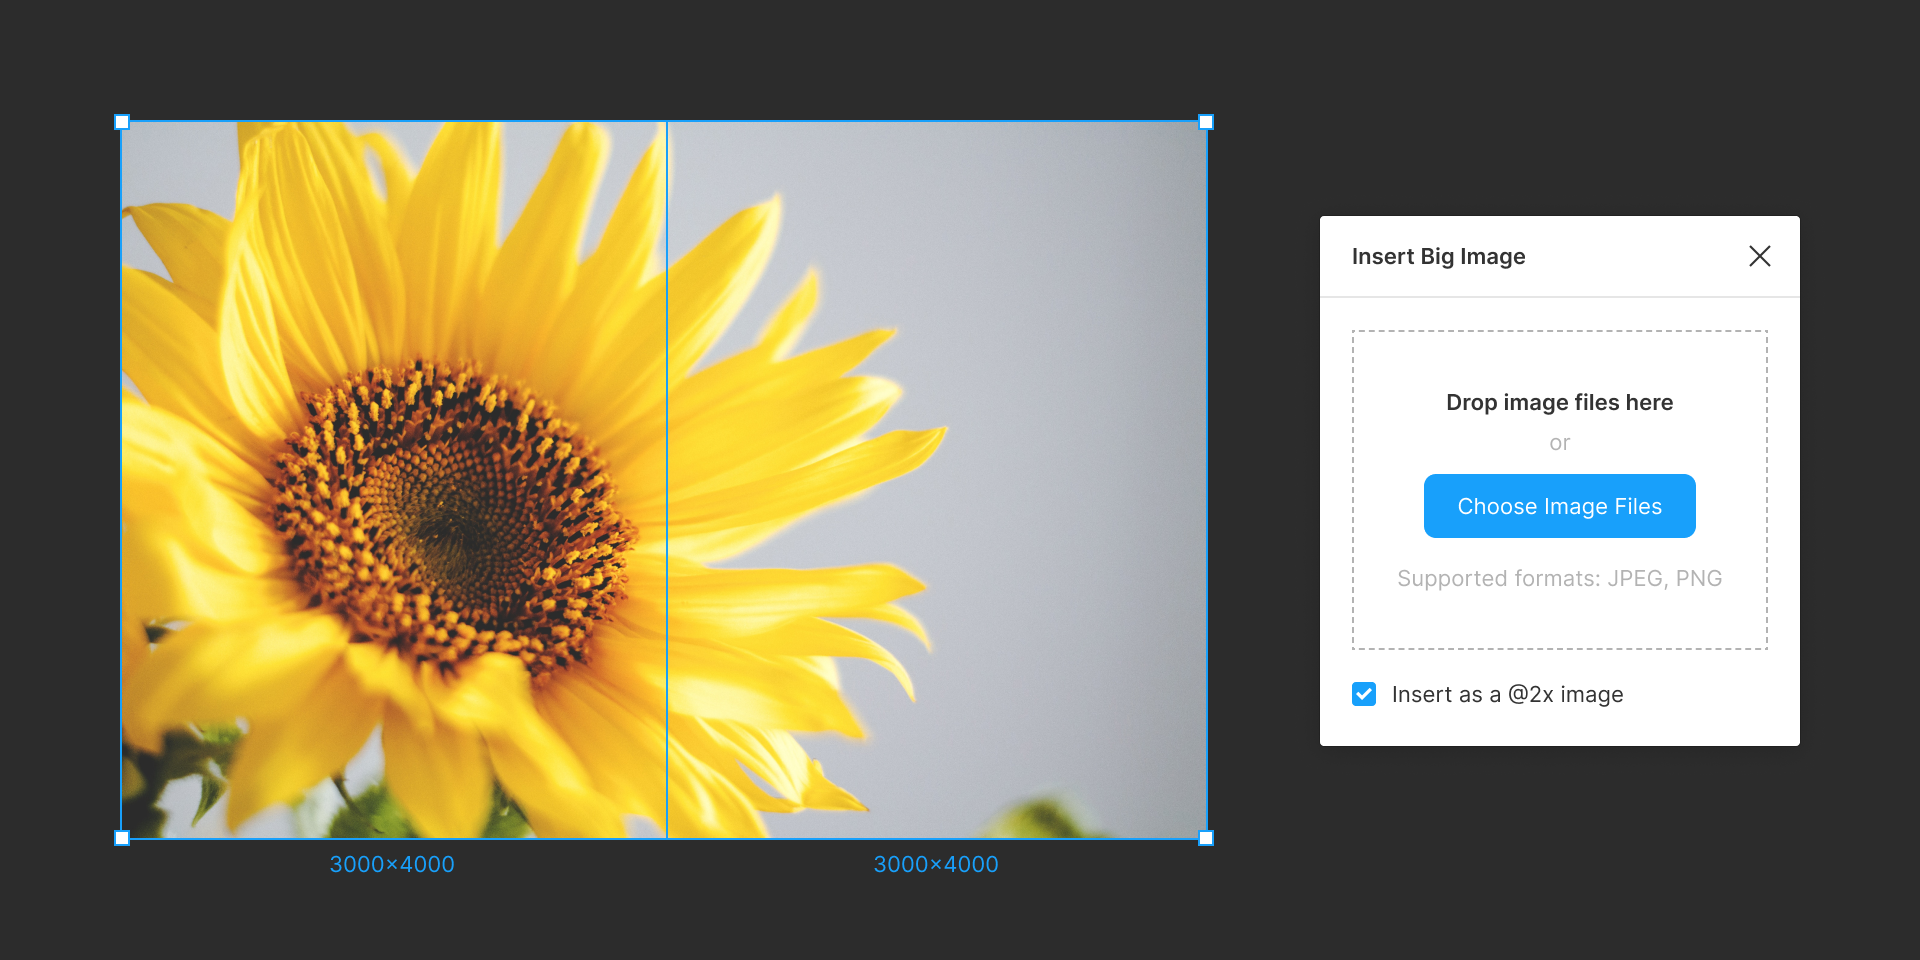 Insert Big Image
Drop image files here
or
Choose Image Files
Supported formats: JPEG, PNG
Insert as a @2x image
3000×4000
3000×4000